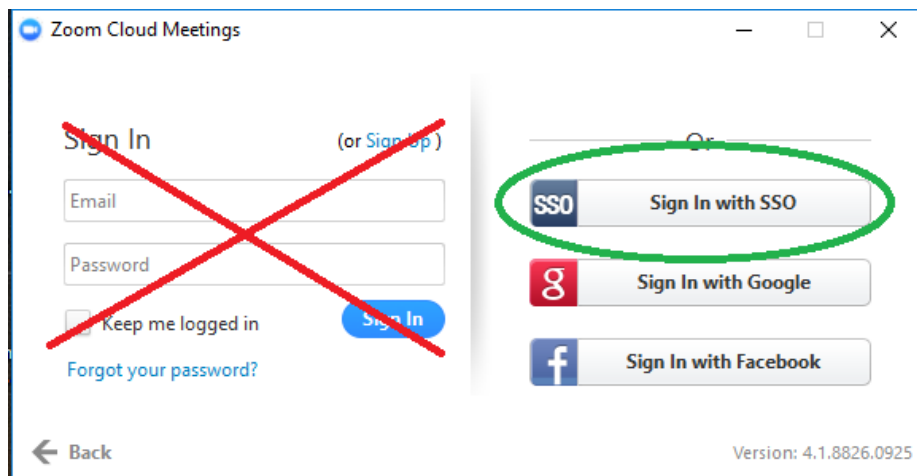 Zoom Cloud Meetings
Sign In
(or Sign Up )
Email
Password
Keep me logged in
Sign In
Forgot your password?
Or
SSO Sign In with SSO
g Sign In with Google
f Sign In with Facebook
Back
Version: 4.1.8826.0925